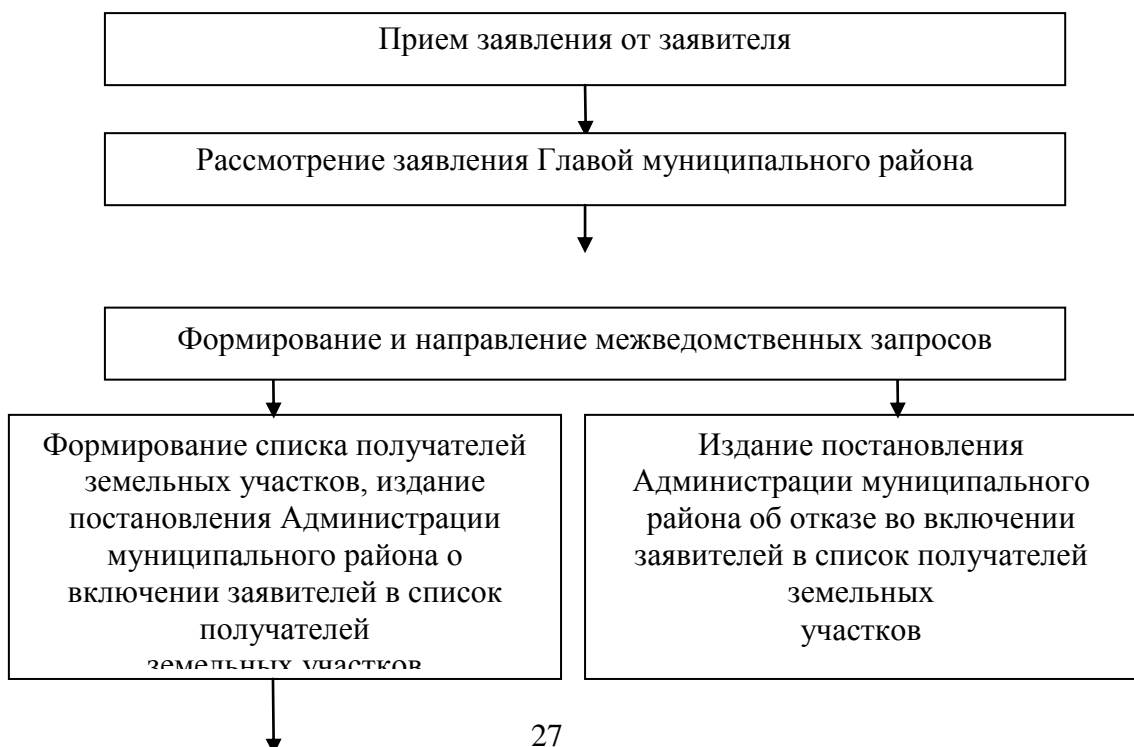 Прием заявления от заявителя
Рассмотрение заявления Главой муниципального района
Формирование и направление межведомственных запросов
Формирование списка получателей
земельных участков, издание
постановления Администрации
муниципального района о
включении заявителей в список
получателей
земельных участков
Издание постановления
Администрации муниципального
района об отказе во включении
заявителей в список получателей
земельных
участков
27